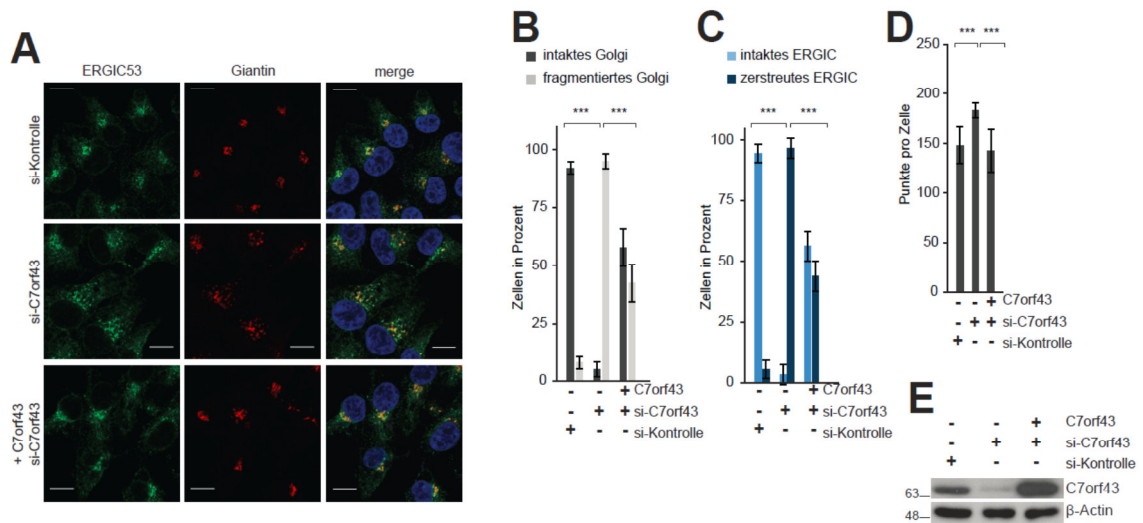 A
ERGIC53 Giantin merge
si-Kontrolle
si-C7orf43
+ C7orf43
si-C7orf43
B
intaktes Golgi
fragmentiertes Golgi
*** ***
Zellen in Prozent
100
75
50
25
0
- - + C7orf43
- + + si-C7orf43
+ - - si-Kontrolle
C
intaktes ERGIC
zerstreutes ERGIC
*** ***
Zellen in Prozent
100
75
50
25
0
- - + C7orf43
- + + si-C7orf43
+ - - si-Kontrolle
D
*** ***
Punkte pro Zelle
250
200
150
100
50
0
- - + C7orf43
- + + si-C7orf43
+ - - si-Kontrolle
E
- - + C7orf43
- + + si-C7orf43
+ - - si-Kontrolle
63 C7orf43
48 β-Actin